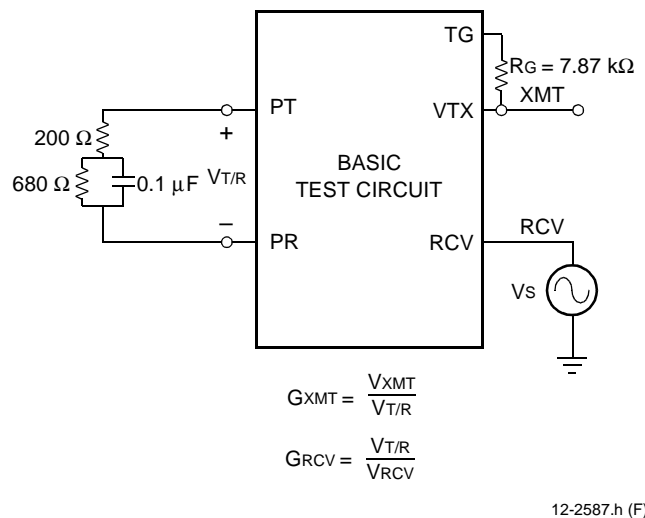 TG
RG = 7.87 kΩ
XMT
PT
VTX
200 Ω
+
BASIC
TEST CIRCUIT
680 Ω
0.1 μF
VT/R
–
PR
RCV
RCV
VS
GXMT = VXMT
VT/R
GRCV = VT/R
VRCV
12-2587.h (F)